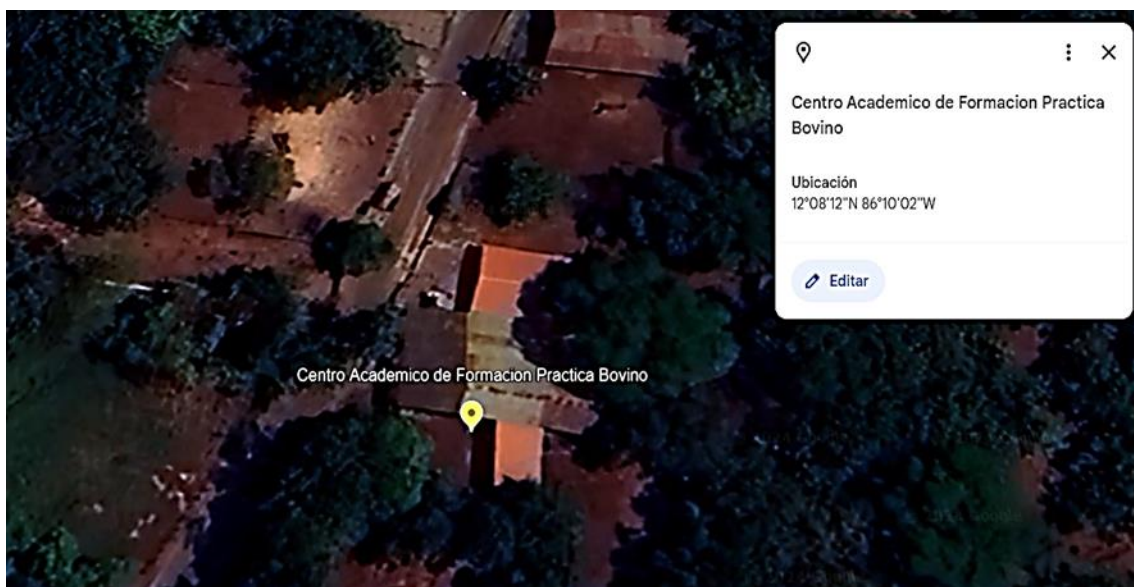 Centro Academico de Formacion Practica
Bovino
Ubicación
12°08'12"N 86°10'02"W
Editar
Centro Academico de Formacion Practica Bovino